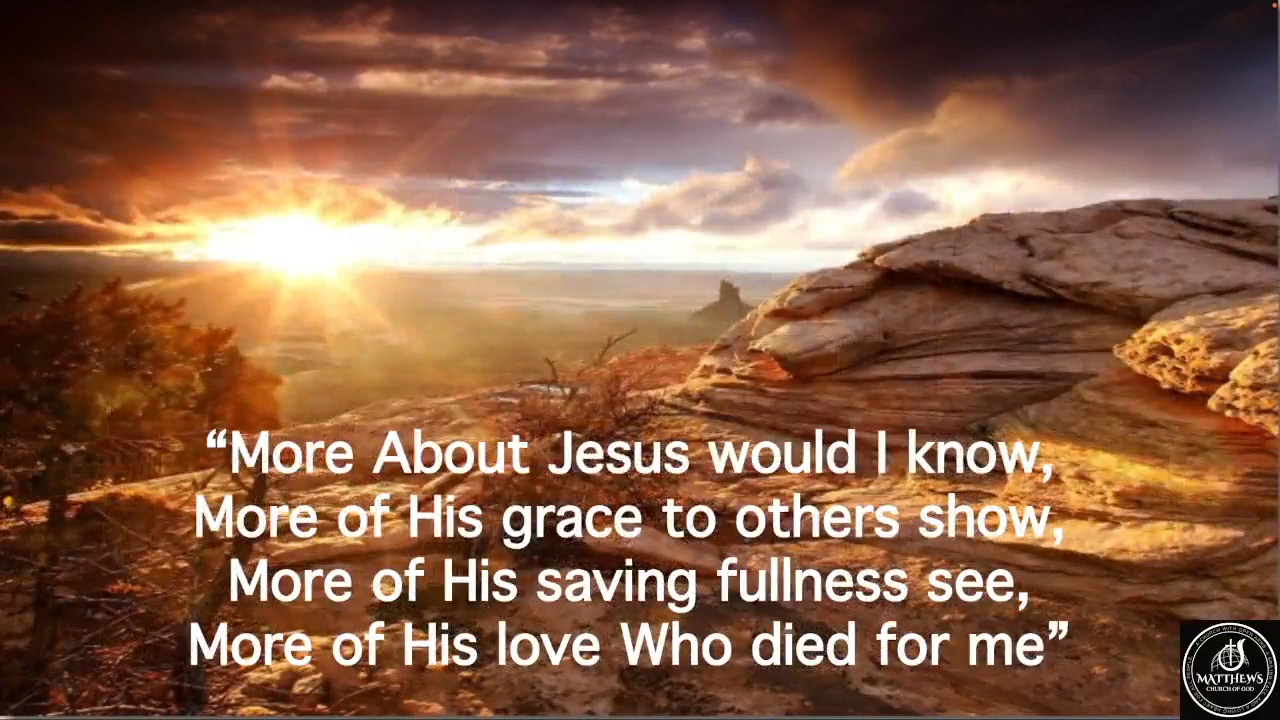 “More About Jesus would I know,
More of His grace to others show,
More of His saving fullness see,
More of His love Who died for me”
MATTHEWS
CHURCH OF GOD